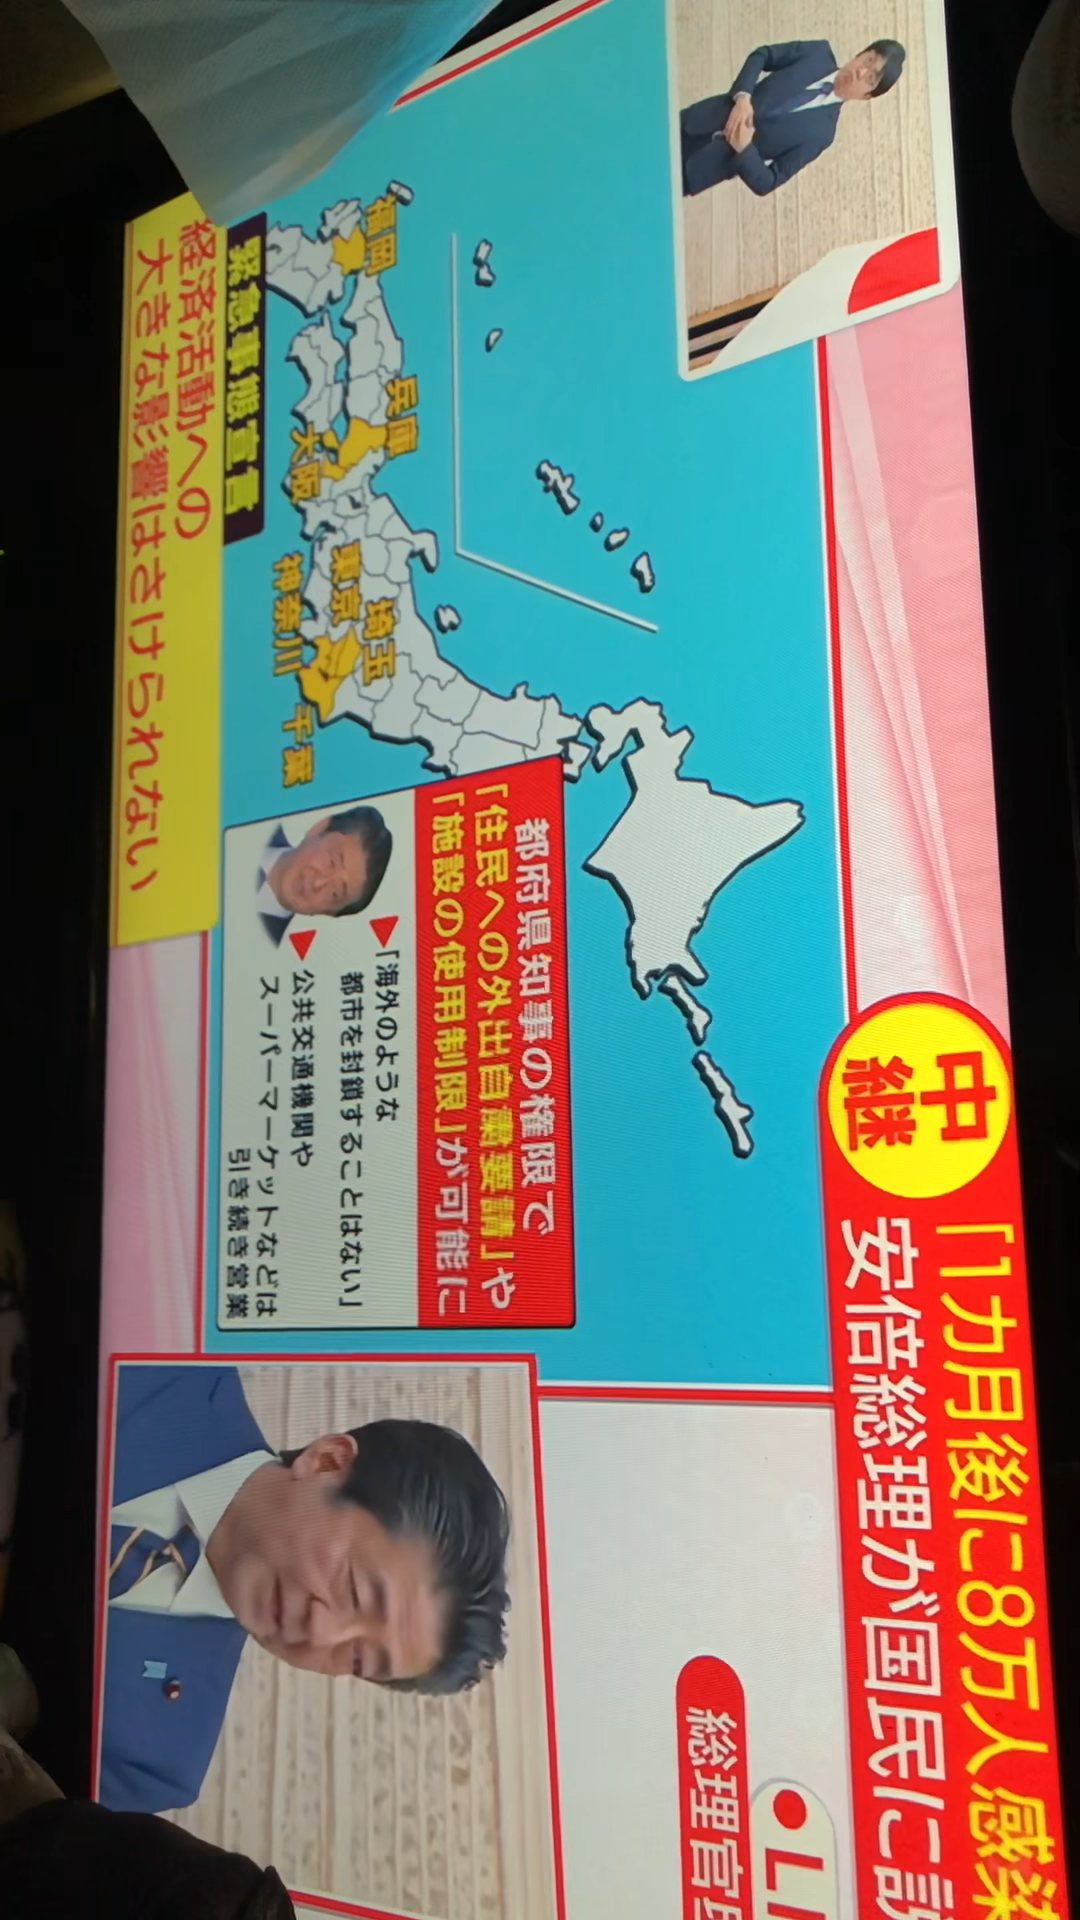 中継
「1カ月後に8万人感染
安倍総理が国民に
LI
総理官
福岡
兵庫
大阪
東京
埼玉
神奈川
千葉
都府県知事の権限で
「住民への外出自粛要請」や
「施設の使用制限」が可能に
▶「海外のような
都市を封鎖することはない」
▶公共交通機関や
スーパーマーケットなどは
引き続き営業
緊急事態宣言
経済活動への
大きな影響はさけられない